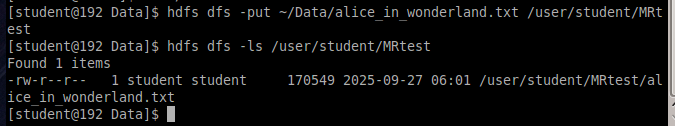 [student@192 Data]$ hdfs dfs -put ~/Data/alice_in_wonderland.txt /user/student/MRt
est
[student@192 Data]$ hdfs dfs -ls /user/student/MRtest
Found 1 items
-rw-r--r--   1 student student     170549 2025-09-27 06:01 /user/student/MRtest/al
ice_in_wonderland.txt
[student@192 Data]$